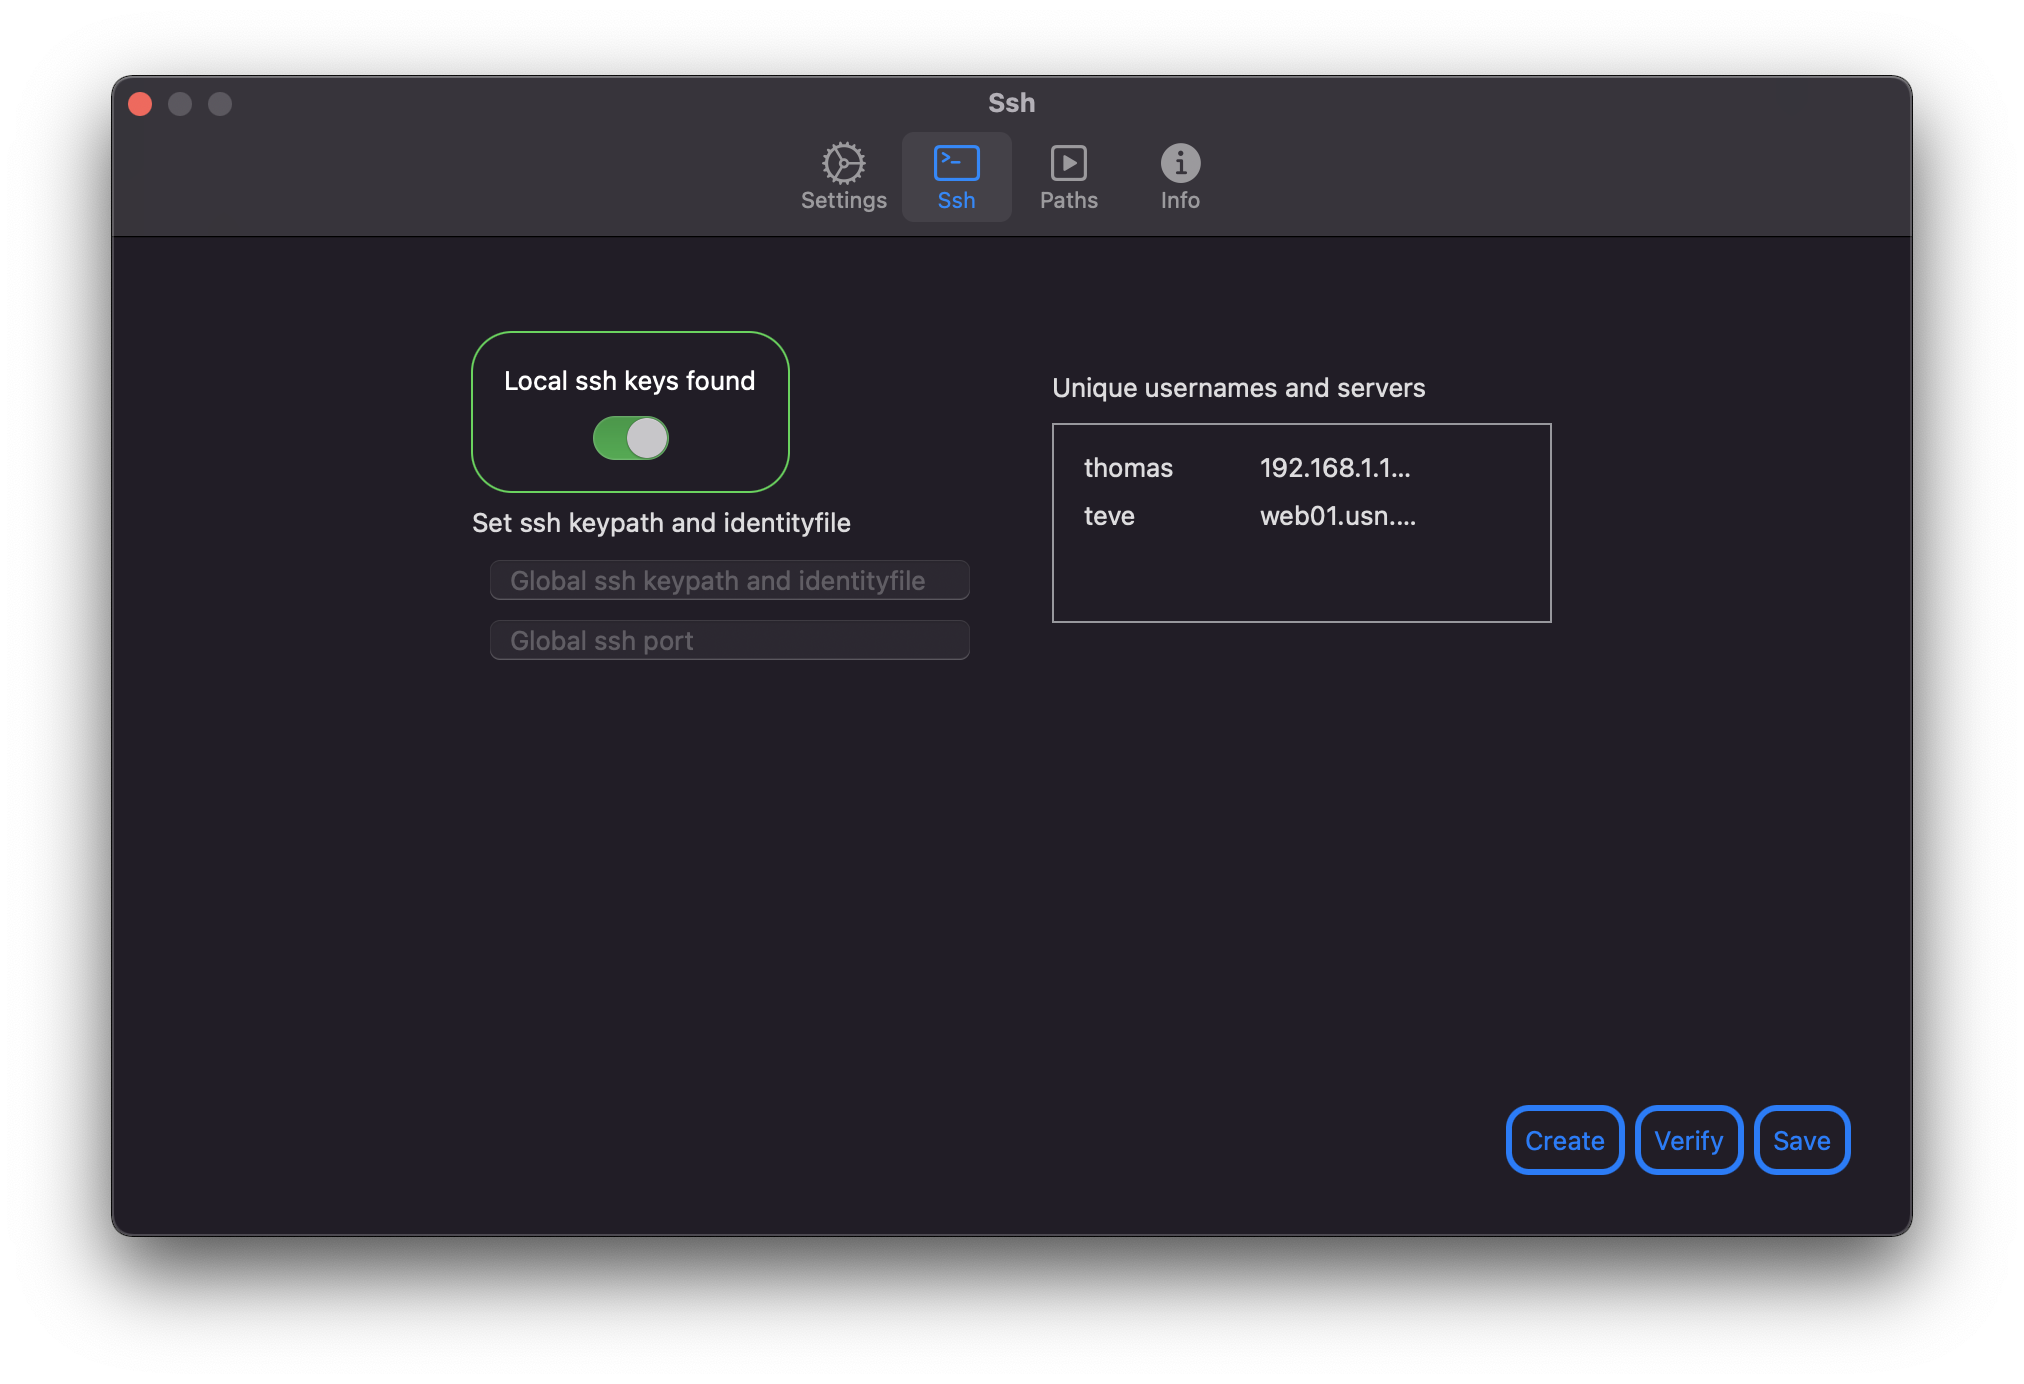 Ssh
Settings
Ssh
Paths
Info
Local ssh keys found
Set ssh keypath and identityfile
Global ssh keypath and identityfile
Global ssh port
Unique usernames and servers
thomas 192.168.1.1...
teve web01.usn....
Create
Verify
Save